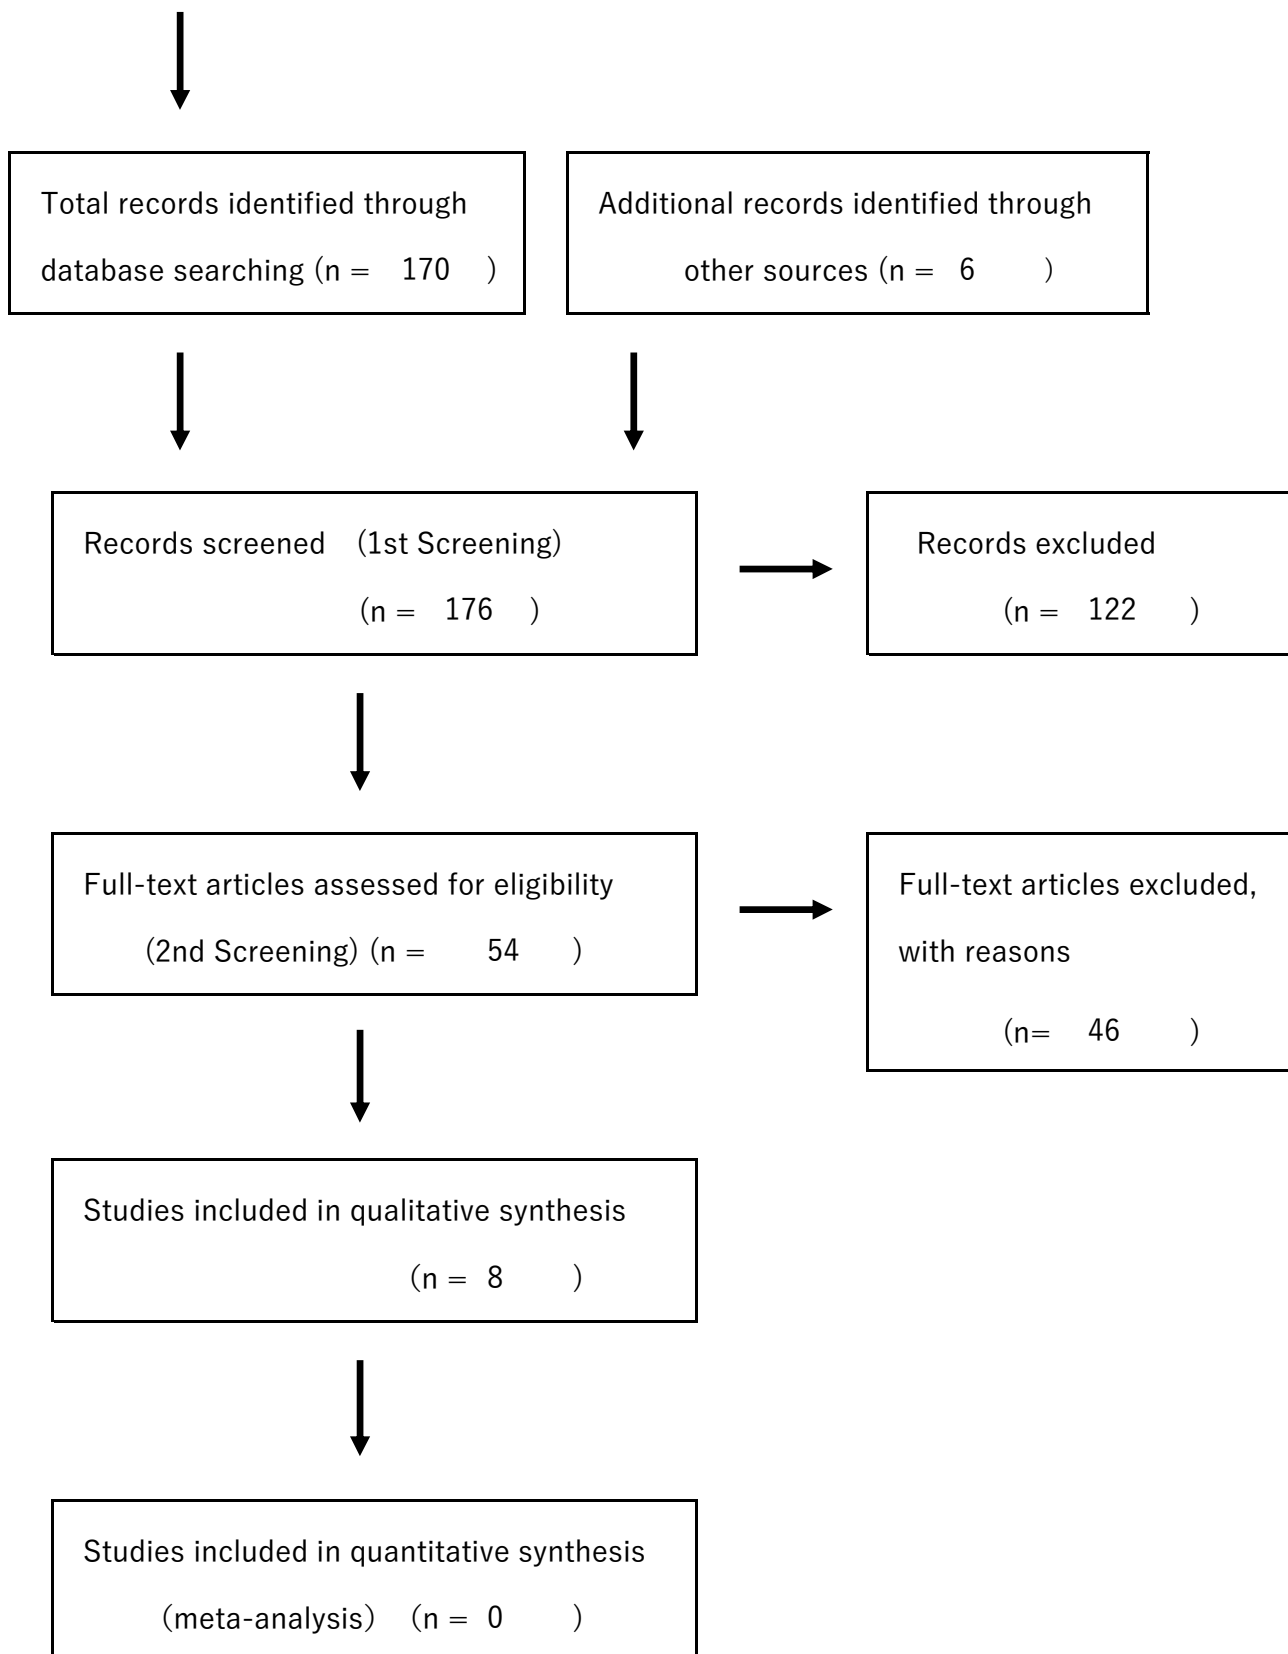 Total records identified through
database searching (n = 170 )
Additional records identified through
other sources (n = 6 )
Records screened (1st Screening)
(n = 176 )
Records excluded
(n = 122 )
Full-text articles assessed for eligibility
(2nd Screening) (n = 54 )
Full-text articles excluded,
with reasons
(n= 46 )
Studies included in qualitative synthesis
(n = 8 )
Studies included in quantitative synthesis
(meta-analysis) (n = 0 )